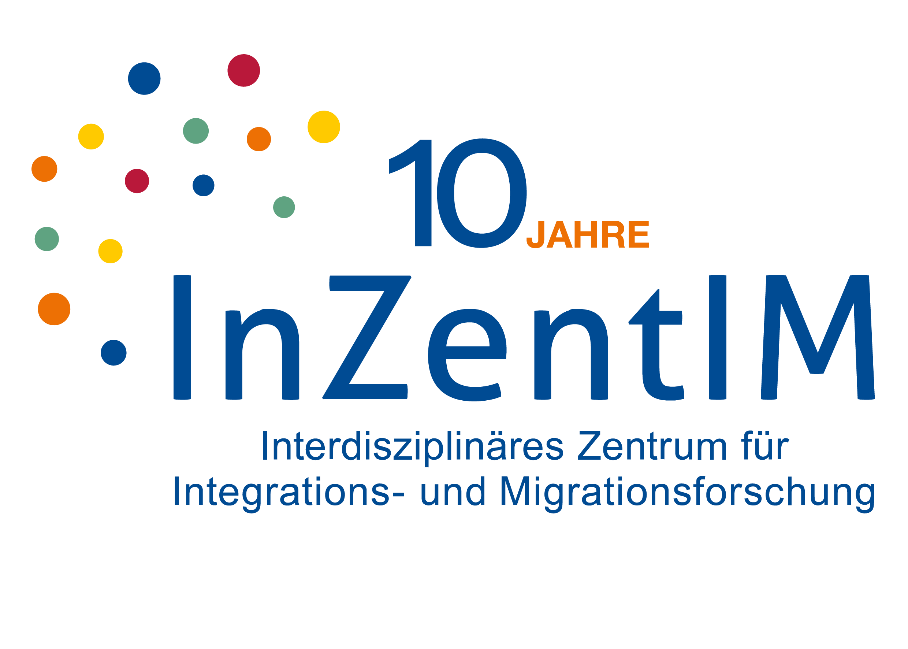 10 JAHRE
InZentIM
Interdisziplinäres Zentrum für
Integrations- und Migrationsforschung